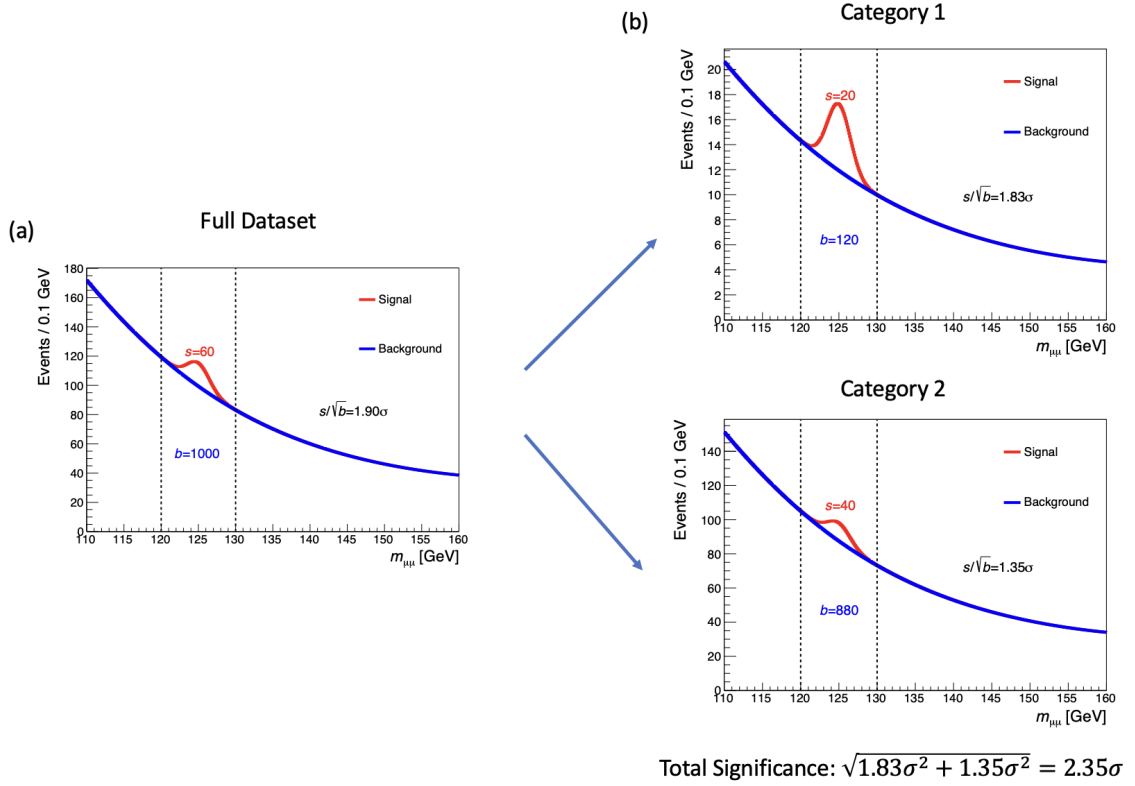 (a)
Full Dataset
Events / 0.1 GeV
180
160
140
120
100
80
60
40
20
0
Signal
Background
s=60
s/√b=1.90σ
b=1000
110 115 120 125 130 135 140 145 150 155 160
mμμ [GeV]
(b)
Category 1
Events / 0.1 GeV
20
18
16
14
12
10
8
6
4
2
0
Signal
Background
s=20
s/√b=1.83σ
b=120
110 115 120 125 130 135 140 145 150 155 160
mμμ [GeV]
Category 2
Events / 0.1 GeV
140
120
100
80
60
40
20
0
Signal
Background
s=40
s/√b=1.35σ
b=880
110 115 120 125 130 135 140 145 150 155 160
mμμ [GeV]
Total Significance: √1.83σ² + 1.35σ² = 2.35σ